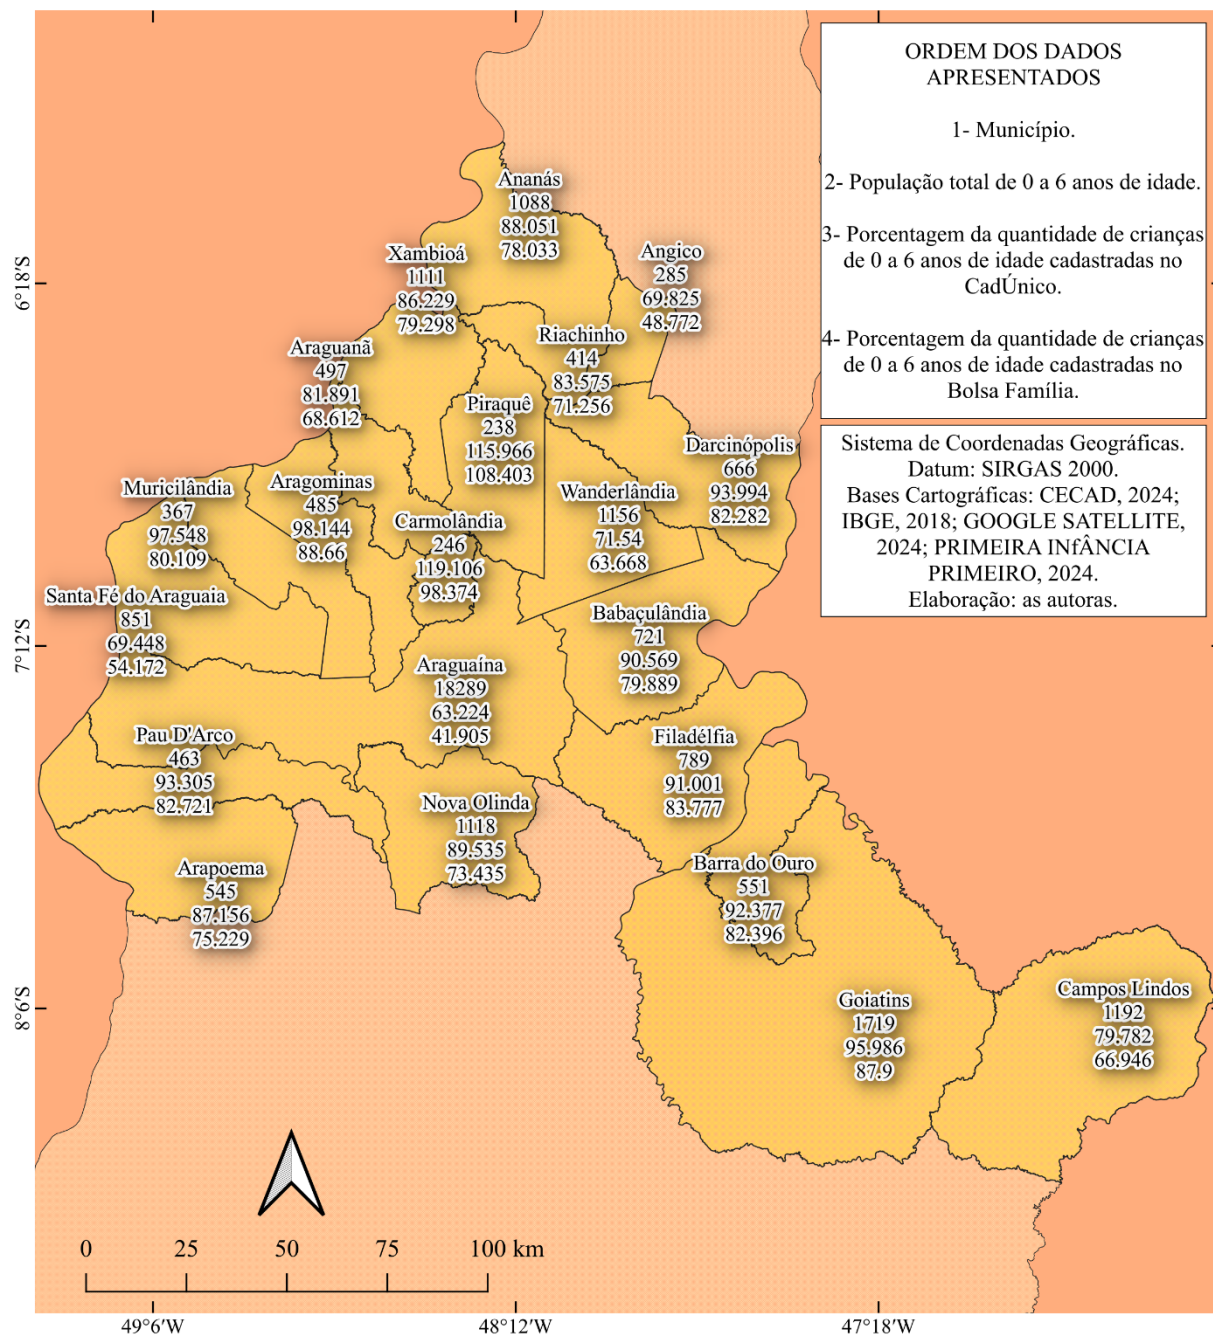 ORDEM DOS DADOS
APRESENTADOS
1- Município.
2- População total de 0 a 6 anos de idade.
3- Porcentagem da quantidade de crianças
de 0 a 6 anos de idade cadastradas no
CadÚnico.
4- Porcentagem da quantidade de crianças
de 0 a 6 anos de idade cadastradas no
Bolsa Família.
Sistema de Coordenadas Geográficas.
Datum: SIRGAS 2000.
Bases Cartográficas: CECAD, 2024;
IBGE, 2018; GOOGLE SATELLITE,
2024; PRIMEIRA INfÂNCIA
PRIMEIRO, 2024.
Elaboração: as autoras.
Ananás
1088
88.051
78.033
Xambioá
1111
86.229
79.298
Angico
285
69.825
48.772
Riachinho
414
83.575
71.256
Araguanã
497
81.891
68.612
Piraquê
238
115.966
108.403
Darcinópolis
666
93.994
82.282
Muricilândia
367
97.548
80.109
Aragominas
485
98.144
88.66
Carmolândia
246
119.106
98.374
Wanderlândia
1156
71.54
63.668
Santa Fé do Araguaia
851
69.448
54.172
Babaçulândia
721
90.569
79.889
Araguaína
18289
63.224
41.905
Pau D'Arco
463
93.305
82.721
Filadélfia
789
91.001
83.777
Nova Olinda
1118
89.535
73.435
Arapoema
545
87.156
75.229
Barra do Ouro
551
92.377
82.396
Goiatins
1719
95.986
87.9
Campos Lindos
1192
79.782
66.946
6°18'S
7°12'S
8°6'S
0 25 50 75 100 km
49°6'W 48°12'W 47°18'W